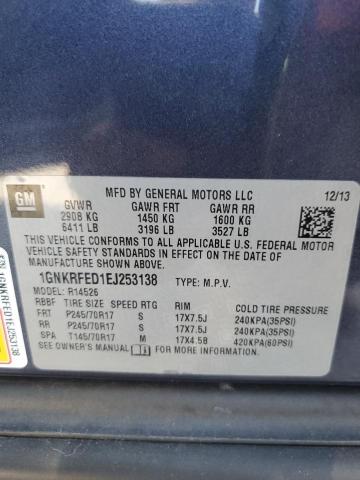 GM
MFD BY GENERAL MOTORS LLC 12/13
GVWR GAWR FRT GAWR RR
2908 KG 1450 KG 1600 KG
6411 LB 3196 LB 3527 LB
THIS VEHICLE CONFORMS TO ALL APPLICABLE U.S. FEDERAL MOTOR
VEHICLE SAFETY STANDARDS IN EFFECT ON THE DATE OF
MANUFACTURE SHOWN ABOVE.
1GNKRFED1EJ253138 TYPE: M.P.V.
MODEL: R14526
RBBF TIRE SIZE SPEED RTG RIM COLD TIRE PRESSURE
FRT P245/70R17 S 17X7.5J 240KPA(35PSI)
RR P245/70R17 S 17X7.5J 240KPA(35PSI)
SPA T145/70R17 M 17X4.5B 420KPA(60PSI)
SEE OWNER'S MANUAL FOR ADDITIONAL INFORMATION.
1GNKRFED1EJ253138